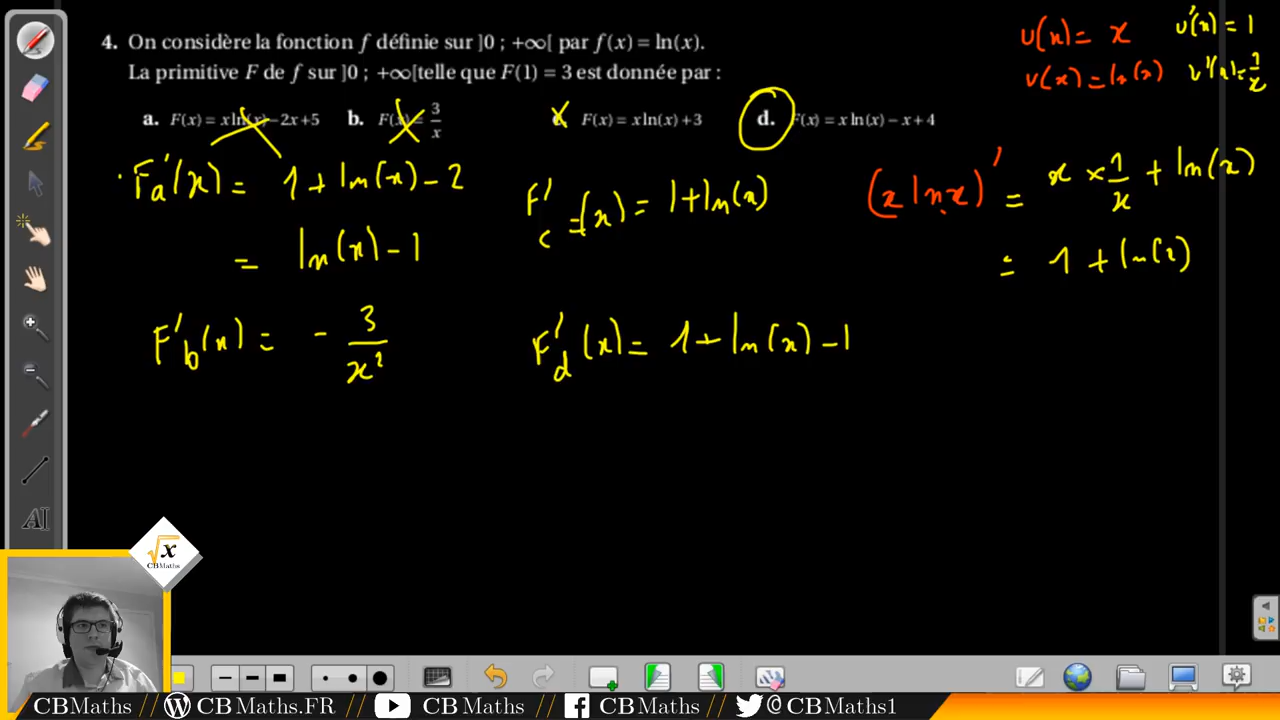 4. On considère la fonction f définie sur ]0 ; +∞[ par f(x) = ln(x).
La primitive F de f sur ]0 ; +∞[telle que F(1) = 3 est donnée par :
a. F(x) = x ln(x) − 2x + 5 b. F(x) = 3/x c. F(x) = x ln(x) + 3 d. F(x) = x ln(x) − x + 4
u(x) = x u'(x) = 1
v(x) = ln(x) v'(x) = 1/x
Fa'(x) = 1 + ln(x) − 2
= ln(x) − 1
F'b(x) = − 3/x²
F'c (x) = 1 + ln(x)
F'd (x) = 1 + ln(x) − 1
(x ln x)' = x × 1/x + ln(x)
= 1 + ln(x)
AI
√x
CBMaths
CBMaths CBMaths.FR CBMaths CBMaths @CBMaths1